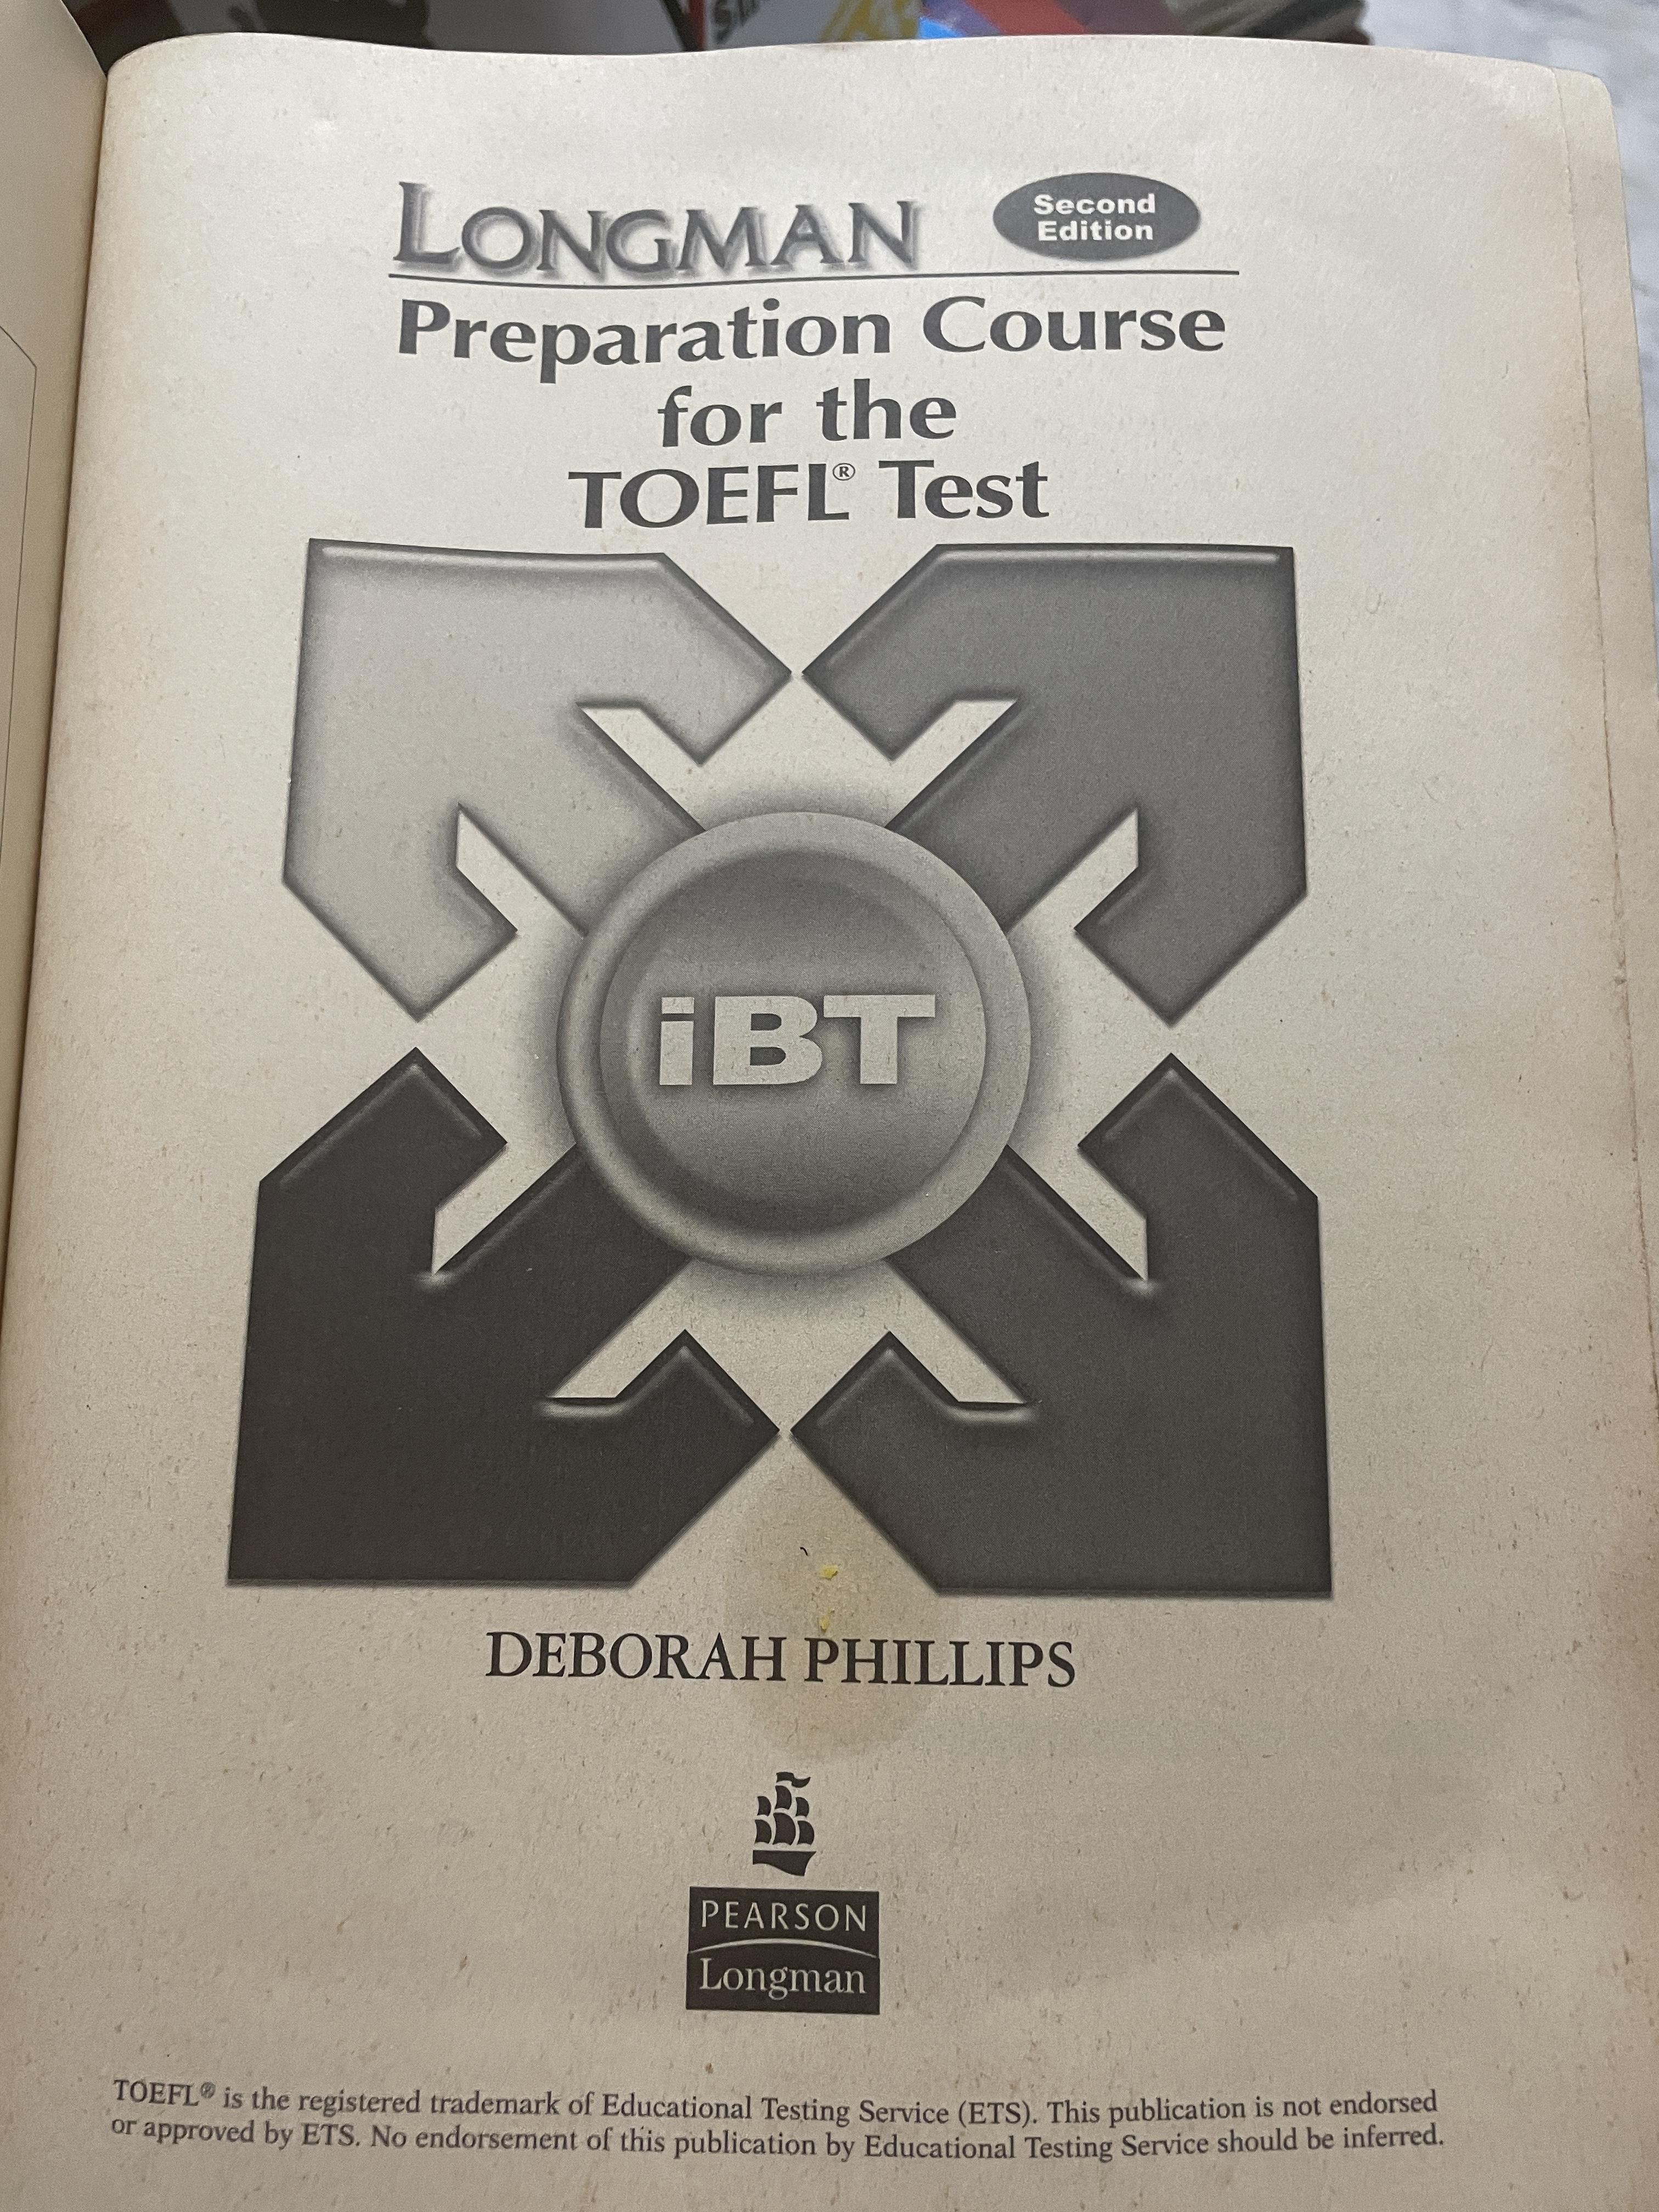 LONGMAN
Second
Edition
Preparation Course
for the
TOEFL® Test
iBT
DEBORAH PHILLIPS
PEARSON
Longman
TOEFL® is the registered trademark of Educational Testing Service (ETS). This publication is not endorsed
or approved by ETS. No endorsement of this publication by Educational Testing Service should be inferred.